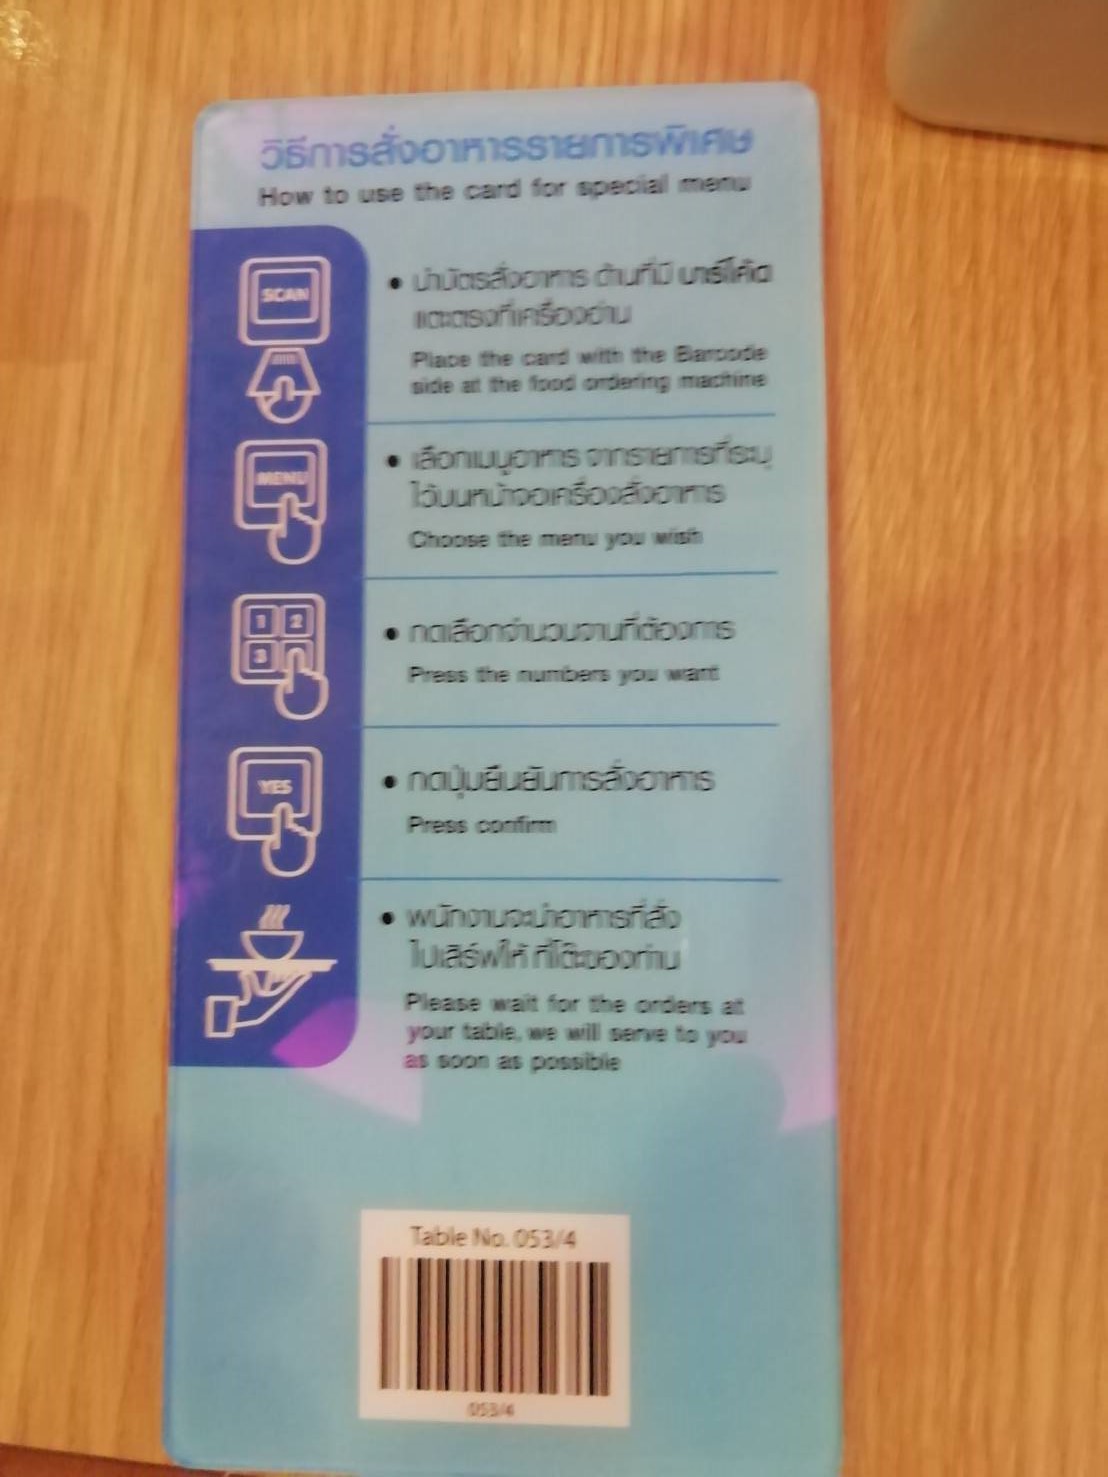 วิธีการสั่งอาหารรายการพิเศษ
How to use the card for special menu
SCAN
• นำบัตรสั่งอาหาร ด้านที่มี บาร์โค้ด
แตะตรงที่เครื่องอ่าน
Place the card with the Barcode
side at the food ordering machine
MENU
• เลือกเมนูอาหาร จากรายการที่ระบุ
ไว้บนหน้าจอเครื่องสั่งอาหาร
Choose the menu you wish
1 2
3
• กดเลือกจำนวนจานที่ต้องการ
Press the numbers you want
YES
• กดปุ่มยืนยันการสั่งอาหาร
Press confirm
• พนักงานจะนำอาหารที่สั่ง
ไปเสิร์ฟให้ ที่โต๊ะของท่าน
Please wait for the orders at
your table, we will serve to you
as soon as possible
Table No. 053/4
053/4